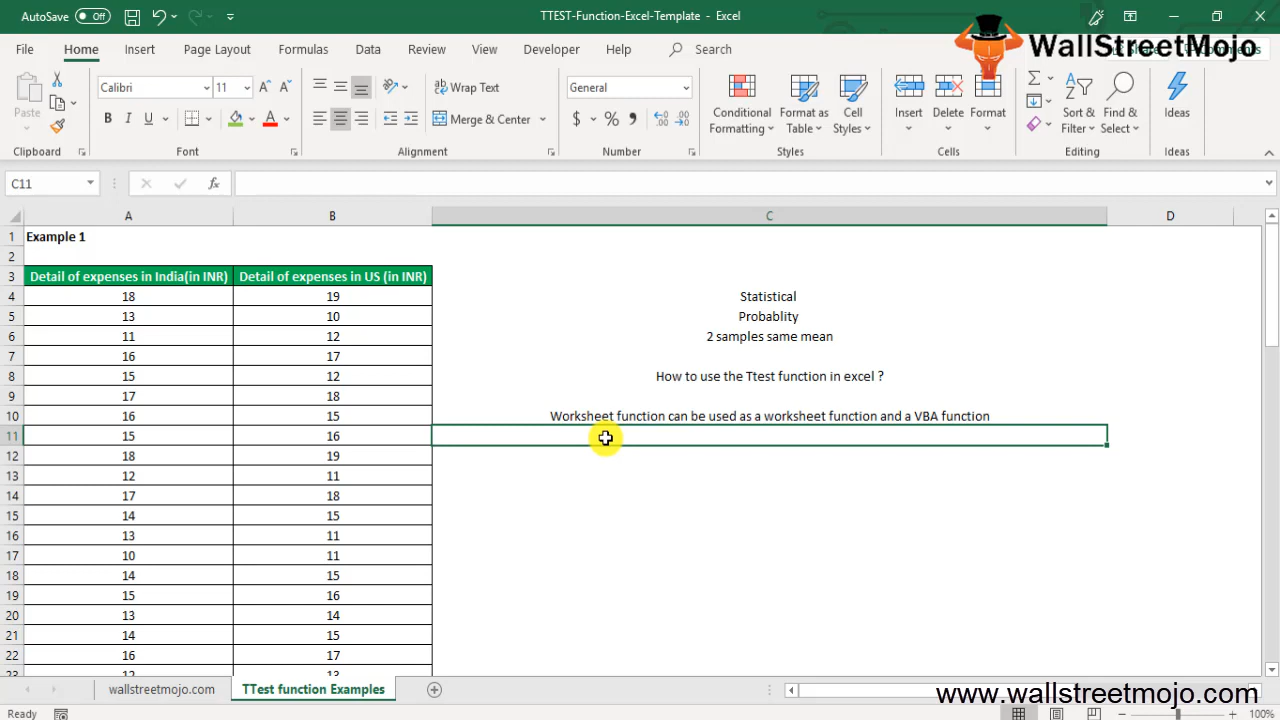 AutoSave Off TTEST-Function-Excel-Template - Excel
WallStreetMojo
File Home Insert Page Layout Formulas Data Review View Developer Help Search
Paste Calibri 11 Wrap Text General Conditional Formatting Format as Table Cell Styles Insert Delete Format Sort & Filter Find & Select Ideas
B I U A Merge & Center $ % ,
Clipboard Font Alignment Number Styles Cells Editing Ideas
C11 fx
A B C D
1 Example 1
2
3 Detail of expenses in India(in INR) Detail of expenses in US (in INR)
4 18 19 Statistical
5 13 10 Probablity
6 11 12 2 samples same mean
7 16 17
8 15 12 How to use the Ttest function in excel ?
9 17 18
10 16 15 Worksheet function can be used as a worksheet function and a VBA function
11 15 16
12 18 19
13 12 11
14 17 18
15 14 15
16 13 11
17 10 11
18 14 15
19 15 16
20 13 14
21 14 15
22 16 17
23 12 13
wallstreetmojo.com TTest function Examples
www.wallstreetmojo.com
Ready 100%